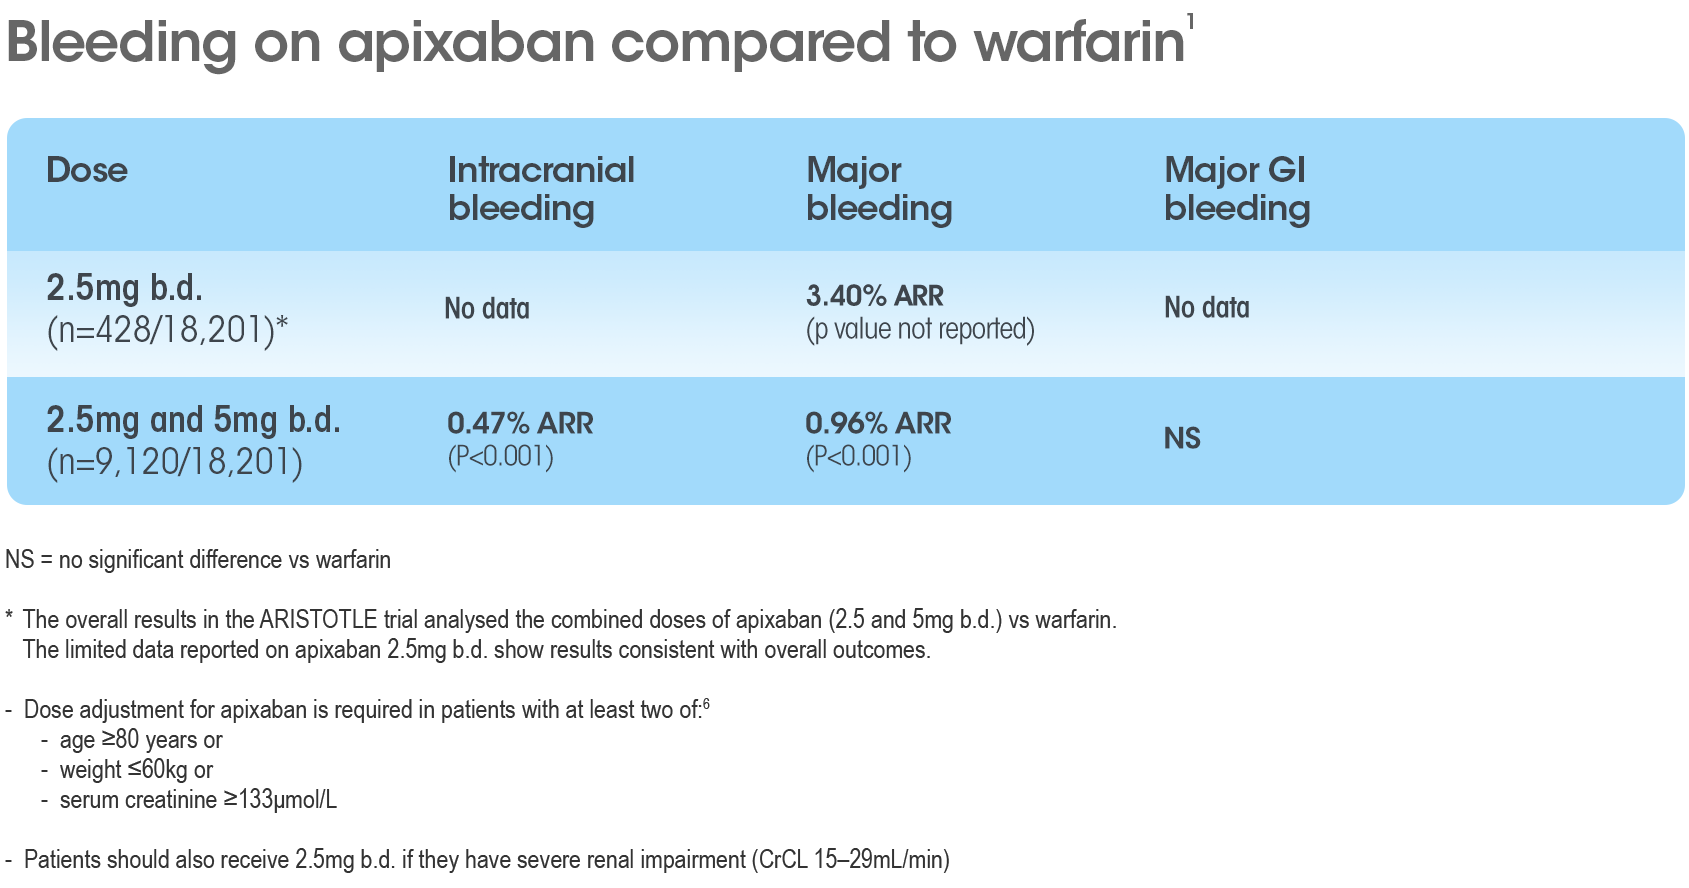 Bleeding on apixaban compared to warfarin1
Dose
Intracranial
bleeding
Major
bleeding
Major GI
bleeding
2.5mg b.d.
(n=428/18,201)*
No data
3.40% ARR
(p value not reported)
No data
2.5mg and 5mg b.d.
(n=9,120/18,201)
0.47% ARR
(P<0.001)
0.96% ARR
(P<0.001)
NS
NS = no significant difference vs warfarin
* The overall results in the ARISTOTLE trial analysed the combined doses of apixaban (2.5 and 5mg b.d.) vs warfarin.
The limited data reported on apixaban 2.5mg b.d. show results consistent with overall outcomes.
- Dose adjustment for apixaban is required in patients with at least two of:6
- age ≥80 years or
- weight ≤60kg or
- serum creatinine ≥133µmol/L
- Patients should also receive 2.5mg b.d. if they have severe renal impairment (CrCL 15–29mL/min)